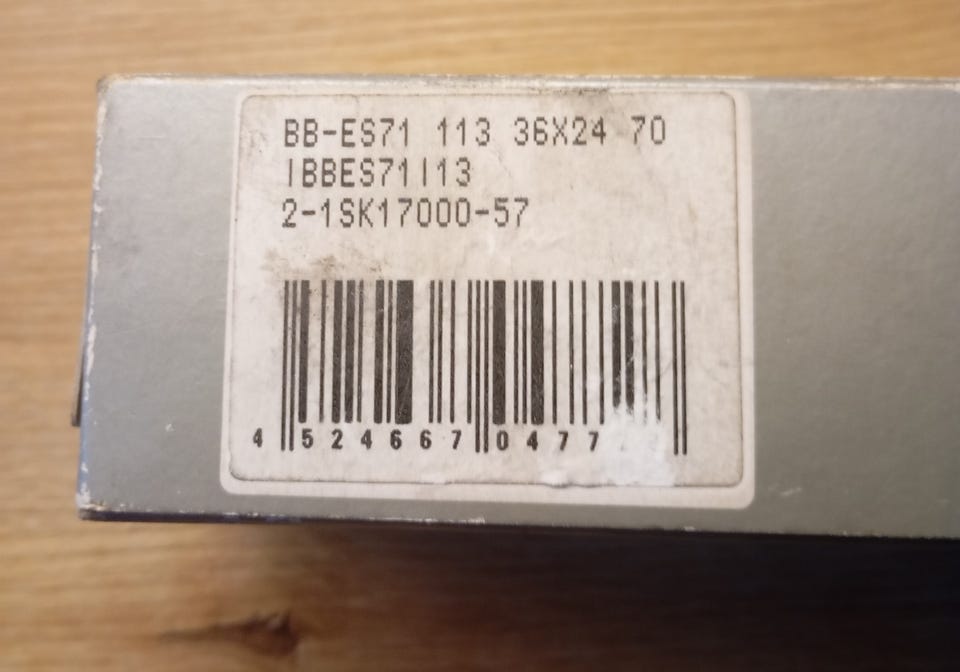 BB-ES71 113 36X24 70
IBBES71I13
2-1SK17000-57
4 524667 0477